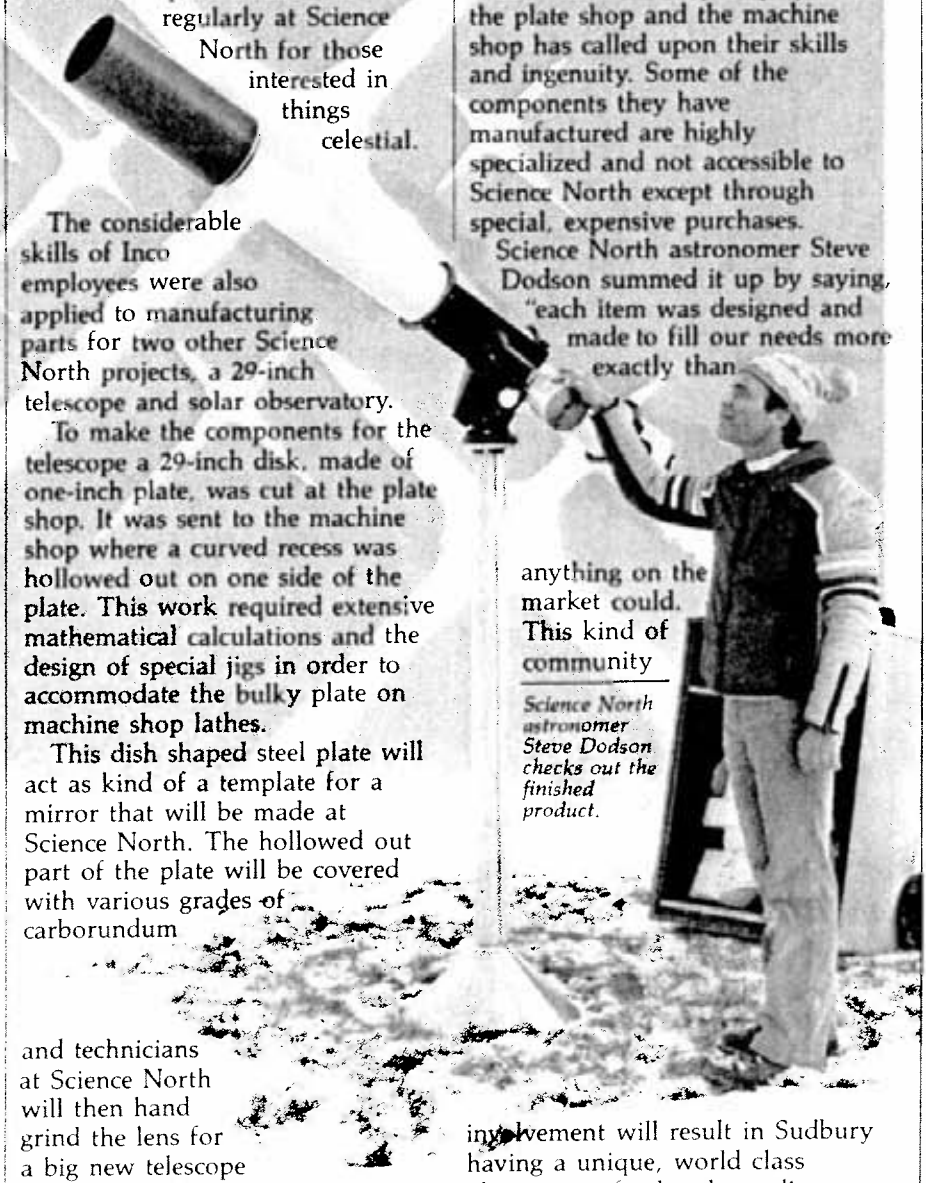 regularly at Science
North for those
interested in
things
celestial.
The considerable
skills of Inco
employees were also
applied to manufacturing
parts for two other Science
North projects, a 29-inch
telescope and solar observatory.
To make the components for the
telescope a 29-inch disk, made of
one-inch plate, was cut at the plate
shop. It was sent to the machine
shop where a curved recess was
hollowed out on one side of the
plate. This work required extensive
mathematical calculations and the
design of special jigs in order to
accommodate the bulky plate on
machine shop lathes.
This dish shaped steel plate will
act as kind of a template for a
mirror that will be made at
Science North. The hollowed out
part of the plate will be covered
with various grades of
carborundum
and technicians
at Science North
will then hand
grind the lens for
a big new telescope
the plate shop and the machine
shop has called upon their skills
and ingenuity. Some of the
components they have
manufactured are highly
specialized and not accessible to
Science North except through
special, expensive purchases.
Science North astronomer Steve
Dodson summed it up by saying,
"each item was designed and
made to fill our needs more
exactly than
anything on the
market could.
This kind of
community
Science North
astronomer
Steve Dodson
checks out the
finished
product.
involvement will result in Sudbury
having a unique, world class